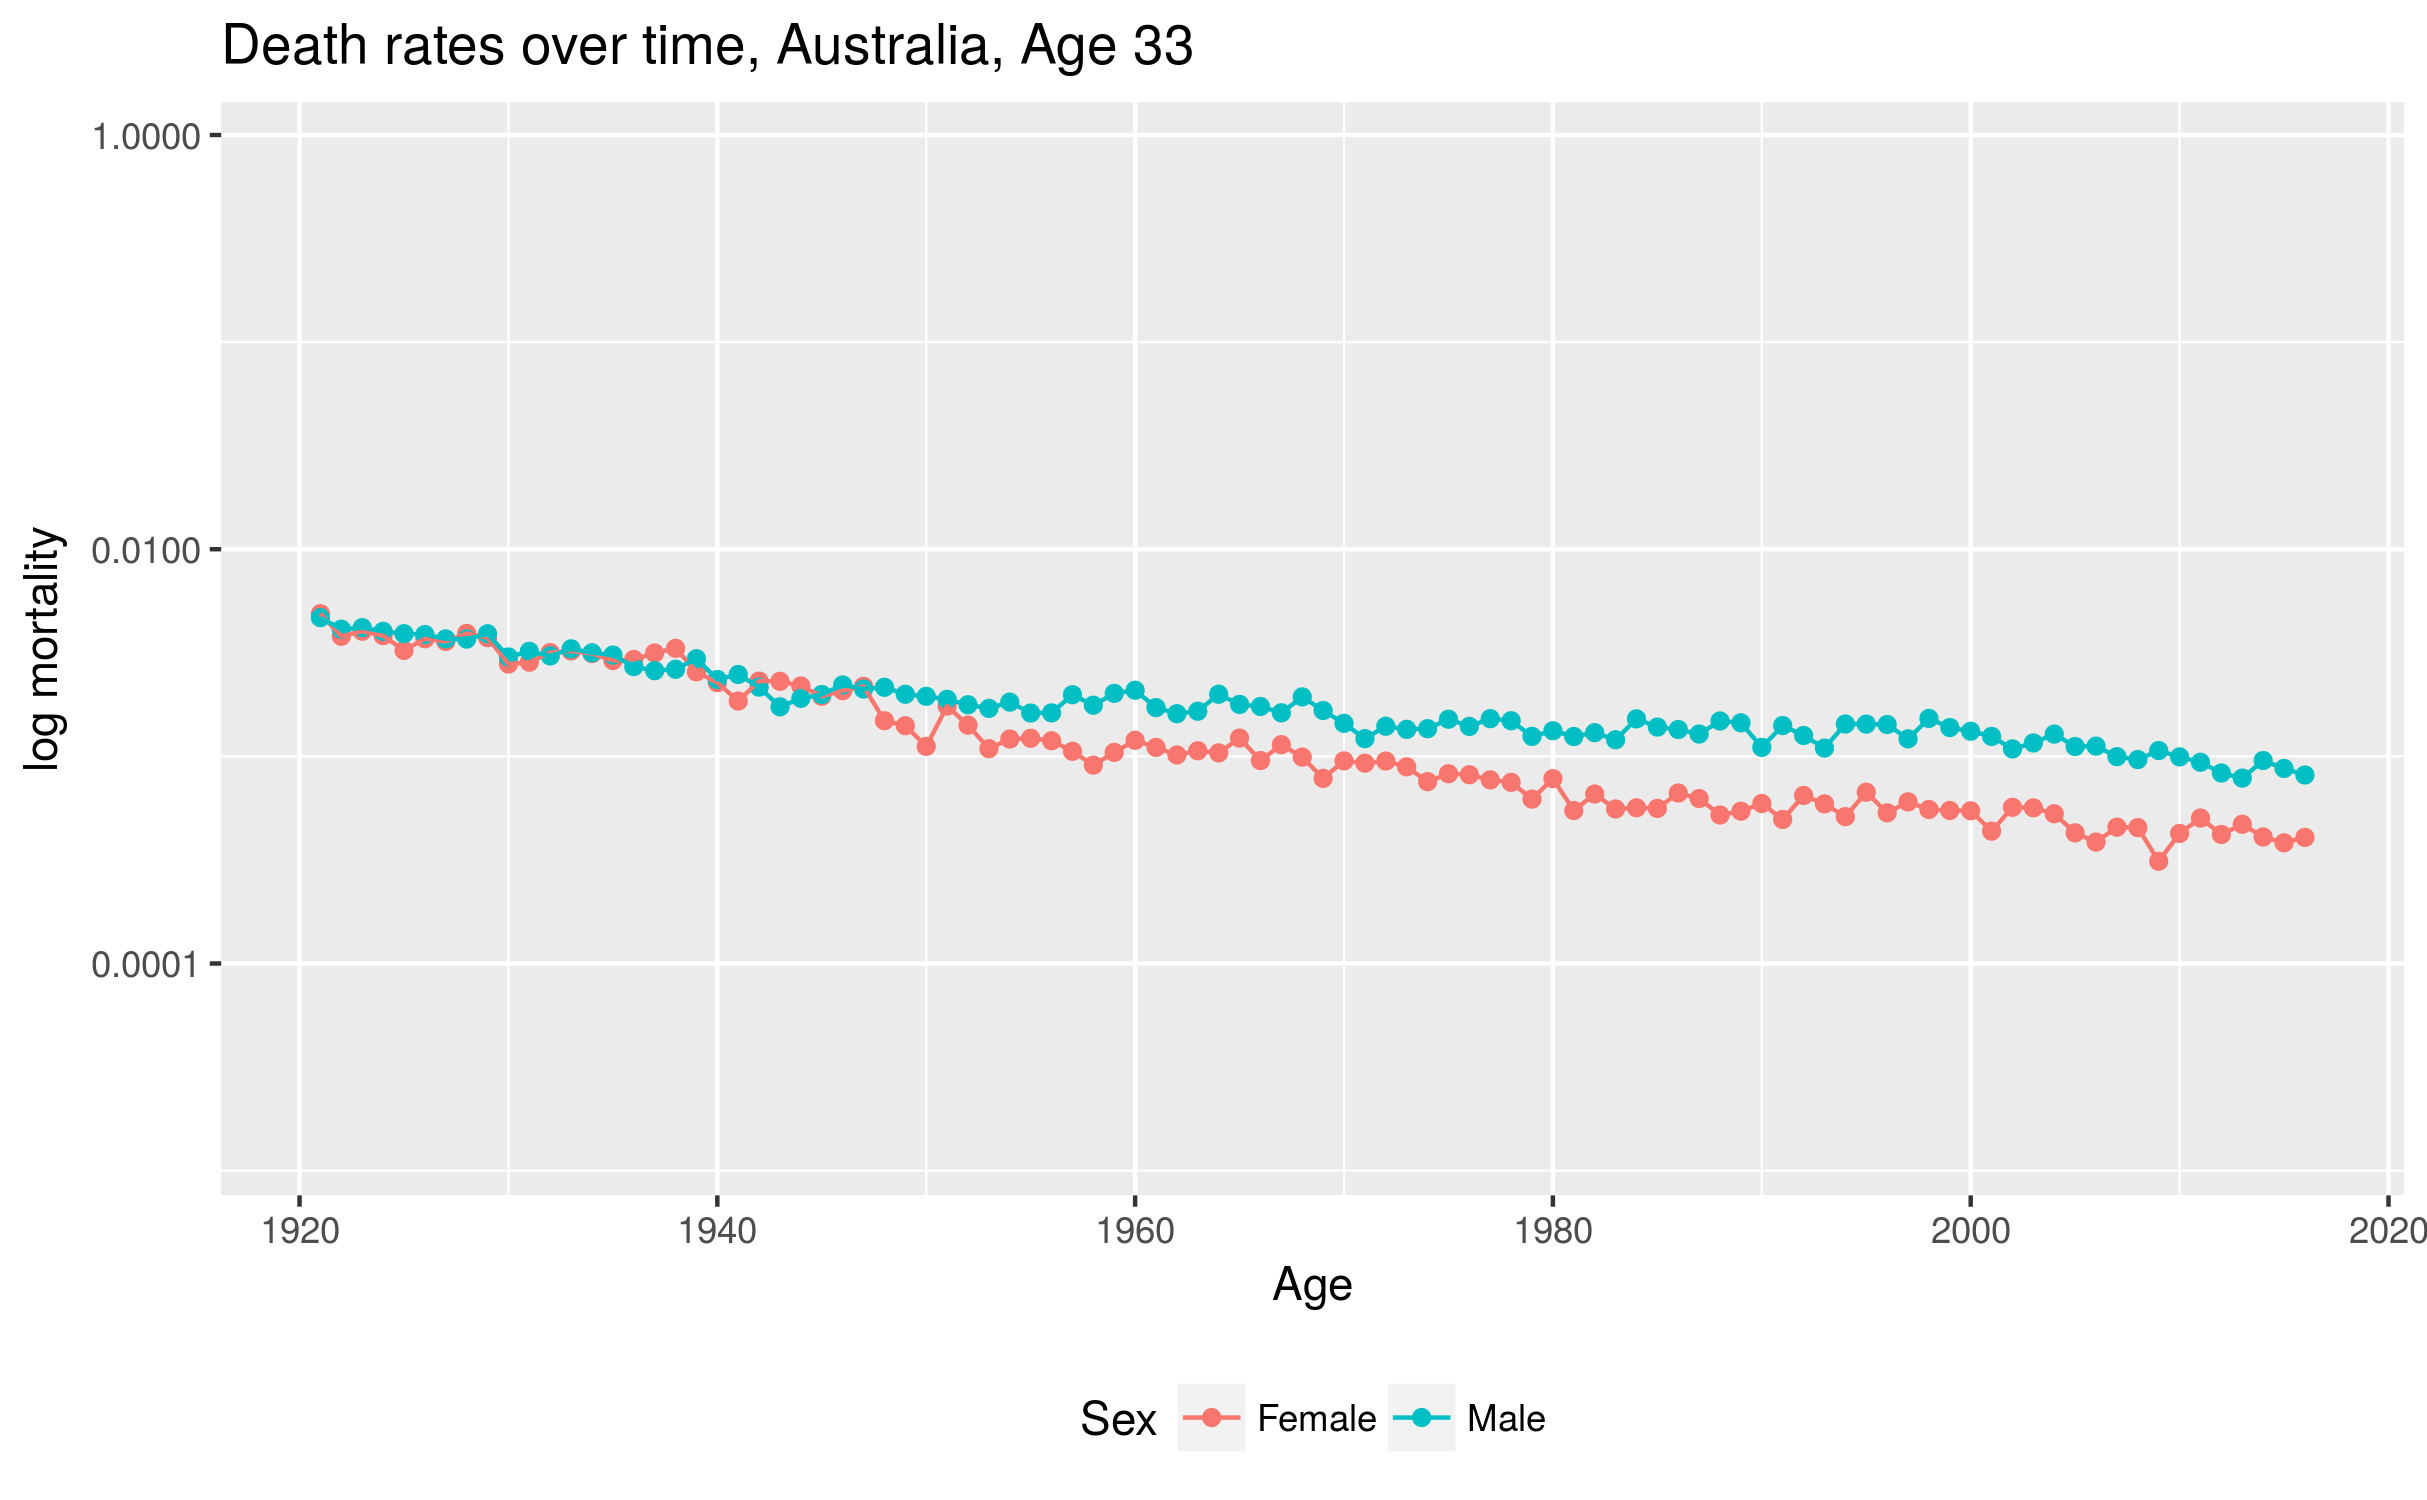 Death rates over time, Australia, Age 33
1.0000
0.0100
0.0001
log mortality
1920 1940 1960 1980 2000 2020
Age
Sex Female Male